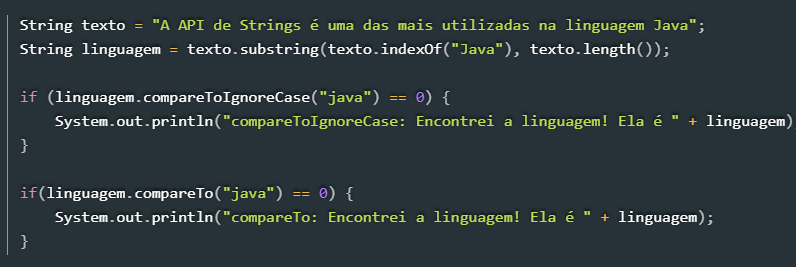 String texto = "A API de Strings é uma das mais utilizadas na linguagem Java";
String linguagem = texto.substring(texto.indexOf("Java"), texto.length());
if (linguagem.compareToIgnoreCase("java") == 0) {
System.out.println("compareToIgnoreCase: Encontrei a linguagem! Ela é " + linguagem)
}
if(linguagem.compareTo("java") == 0) {
System.out.println("compareTo: Encontrei a linguagem! Ela é " + linguagem);
}